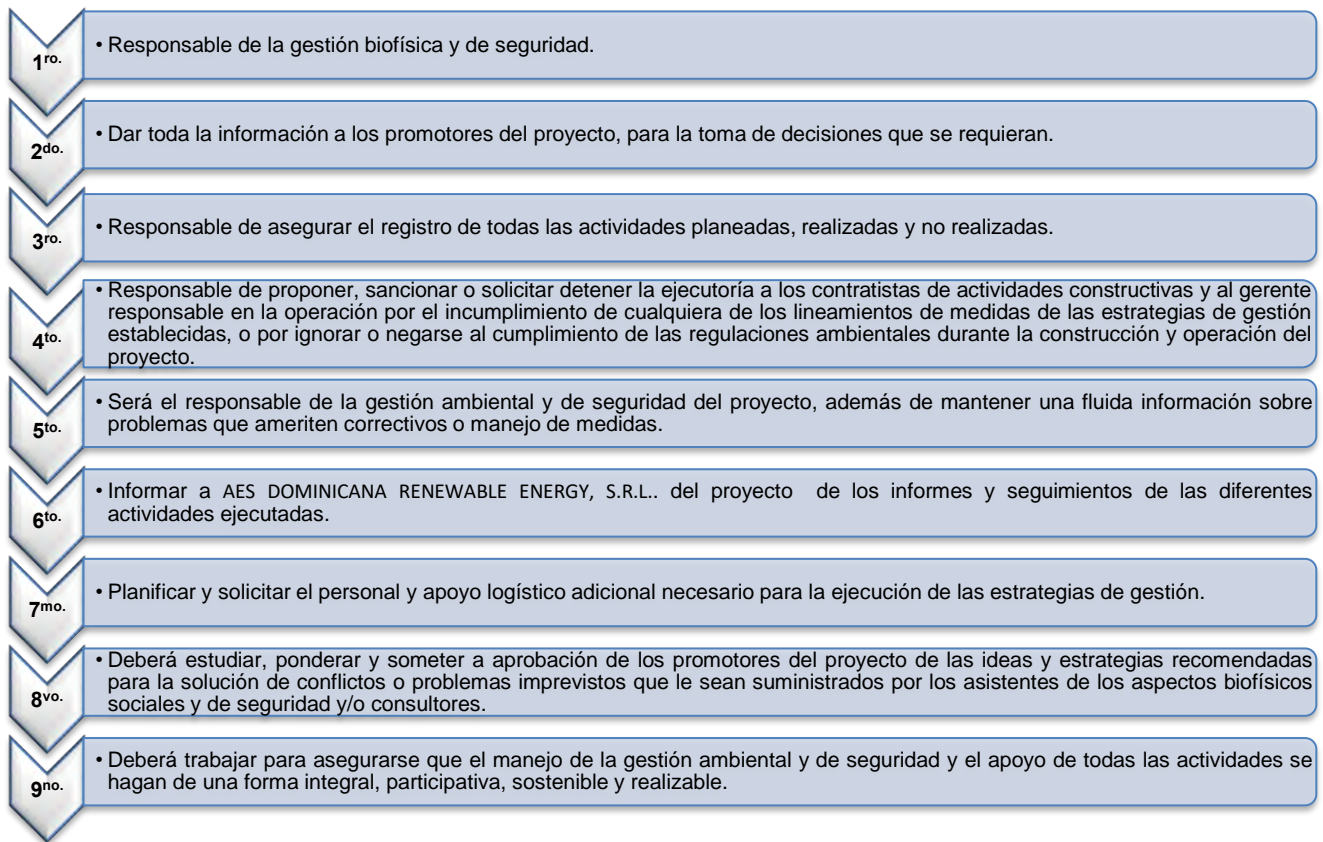 1ro.
• Responsable de la gestión biofísica y de seguridad.
2do.
• Dar toda la información a los promotores del proyecto, para la toma de decisiones que se requieran.
3ro.
• Responsable de asegurar el registro de todas las actividades planeadas, realizadas y no realizadas.
4to.
• Responsable de proponer, sancionar o solicitar detener la ejecutoría a los contratistas de actividades constructivas y al gerente
responsable en la operación por el incumplimiento de cualquiera de los lineamientos de medidas de las estrategias de gestión
establecidas, o por ignorar o negarse al cumplimiento de las regulaciones ambientales durante la construcción y operación del
proyecto.
5to.
• Será el responsable de la gestión ambiental y de seguridad del proyecto, además de mantener una fluida información sobre
problemas que ameriten correctivos o manejo de medidas.
6to.
• Informar a AES DOMINICANA RENEWABLE ENERGY, S.R.L.. del proyecto de los informes y seguimientos de las diferentes
actividades ejecutadas.
7mo.
• Planificar y solicitar el personal y apoyo logístico adicional necesario para la ejecución de las estrategias de gestión.
8vo.
• Deberá estudiar, ponderar y someter a aprobación de los promotores del proyecto de las ideas y estrategias recomendadas
para la solución de conflictos o problemas imprevistos que le sean suministrados por los asistentes de los aspectos biofísicos
sociales y de seguridad y/o consultores.
9no.
• Deberá trabajar para asegurarse que el manejo de la gestión ambiental y de seguridad y el apoyo de todas las actividades se
hagan de una forma integral, participativa, sostenible y realizable.